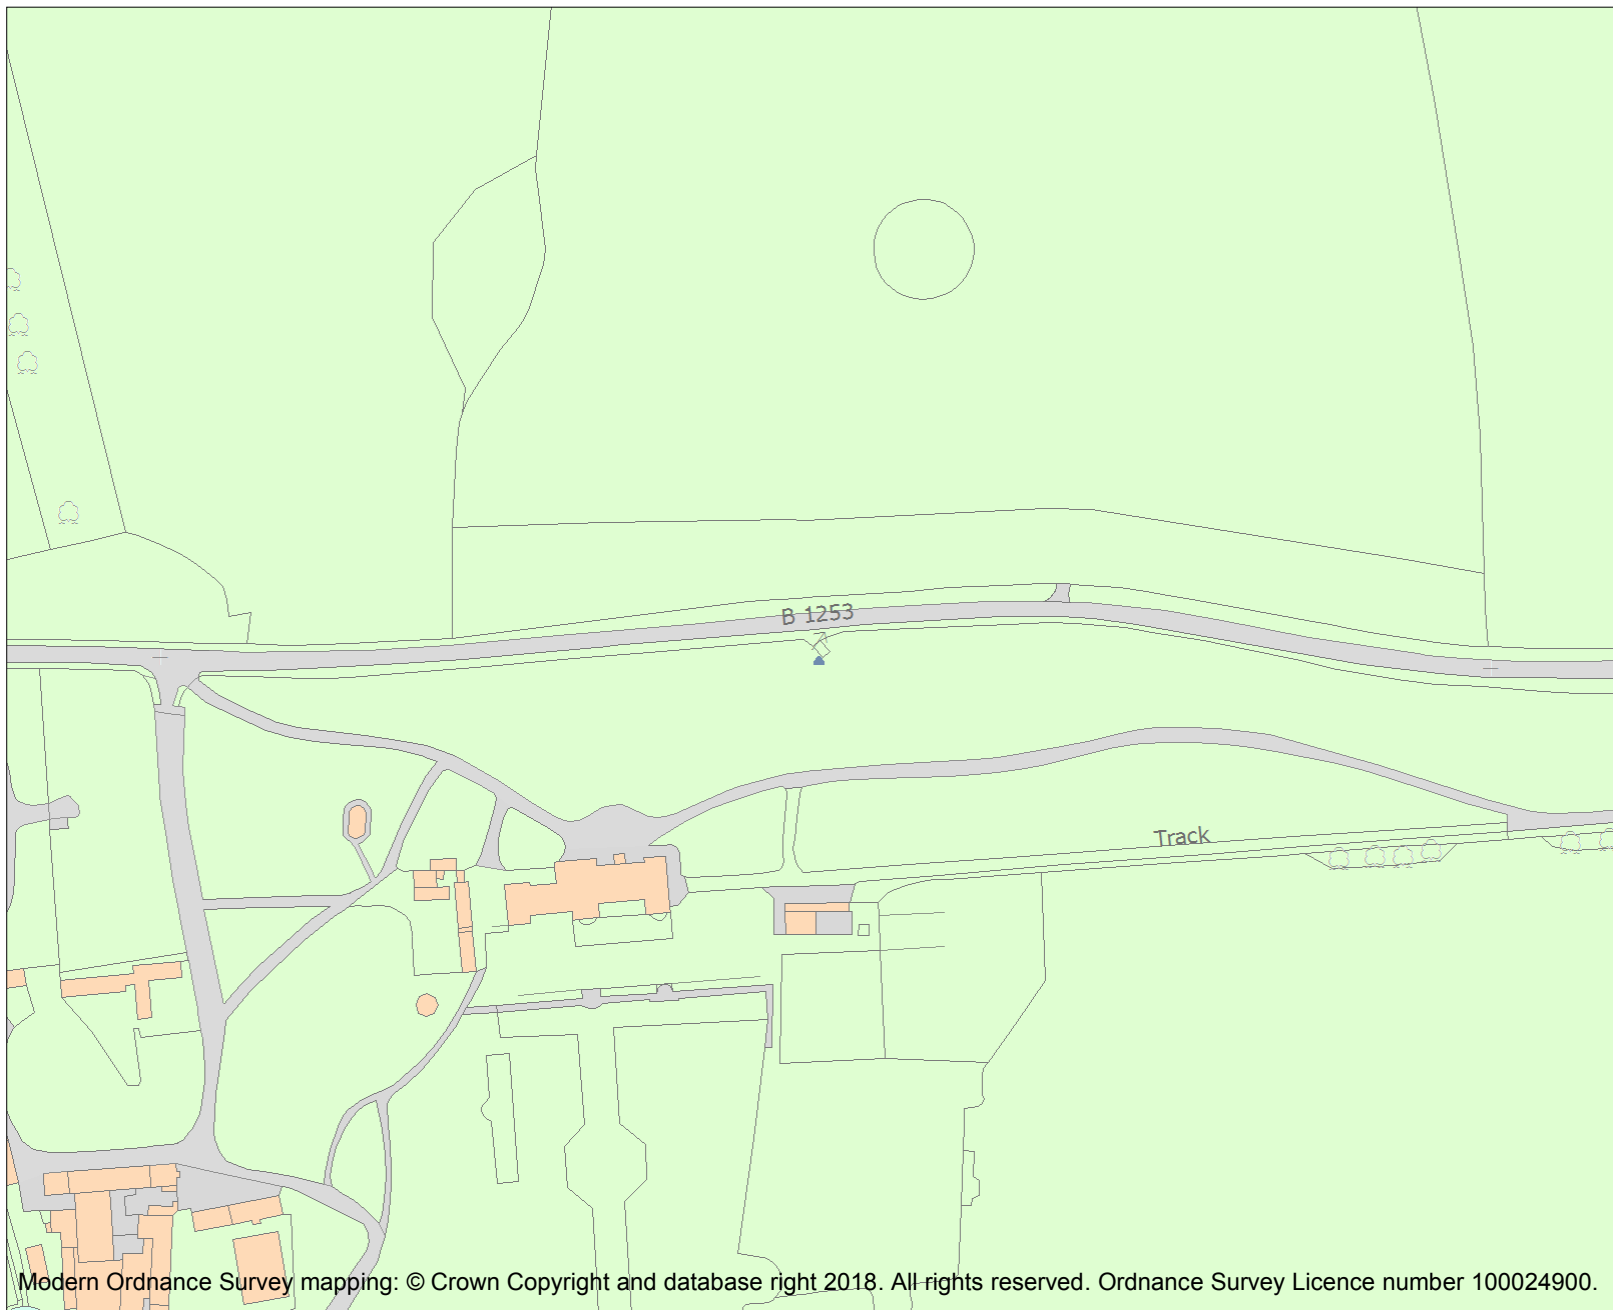 B 1253
Track
Modern Ordnance Survey mapping: © Crown Copyright and database right 2018. All rights reserved. Ordnance Survey Licence number 100024900.